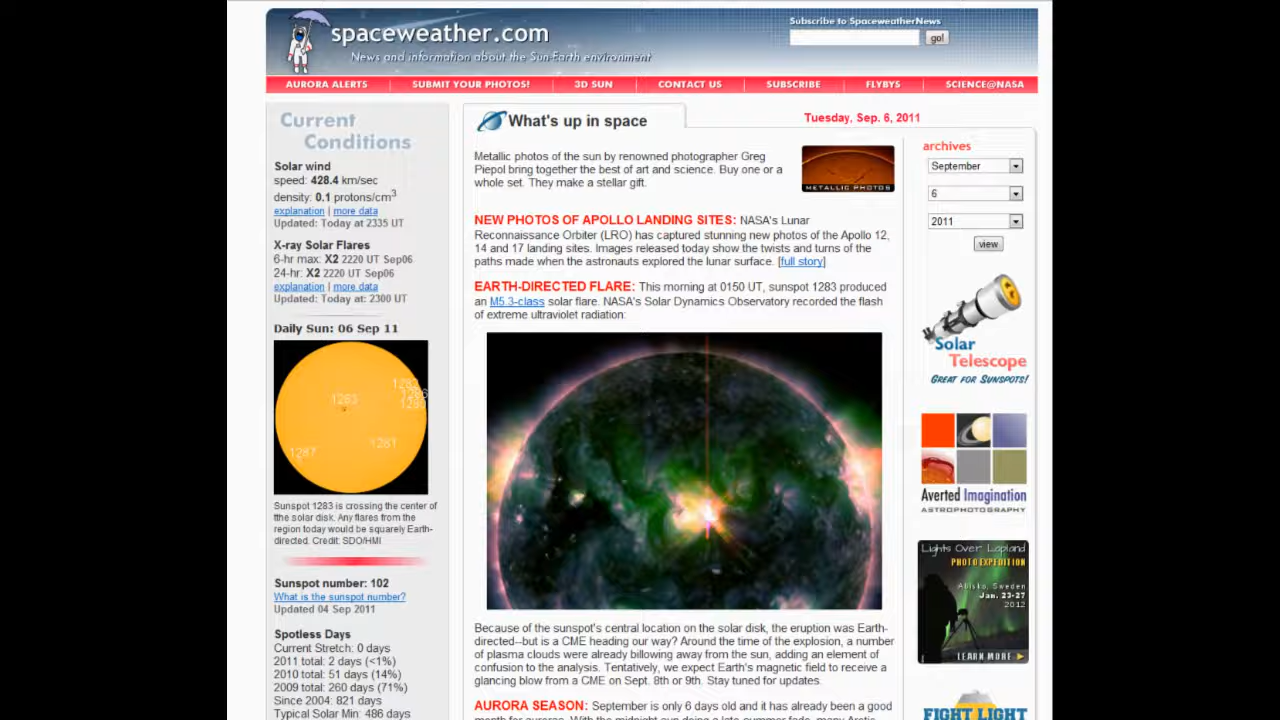 spaceweather.com
News and information about the Sun-Earth environment
Subscribe to SpaceweatherNews
go!
AURORA ALERTS
SUBMIT YOUR PHOTOS!
3D SUN
CONTACT US
SUBSCRIBE
FLYBYS
SCIENCE@NASA
Current
Conditions
Solar wind
speed: 428.4 km/sec
density: 0.1 protons/cm3
explanation | more data
Updated: Today at 2335 UT
X-ray Solar Flares
6-hr max: X2 2220 UT Sep06
24-hr: X2 2220 UT Sep06
explanation | more data
Updated: Today at: 2300 UT
Daily Sun: 06 Sep 11
1283
1287
1281
Sunspot 1283 is crossing the center of
the solar disk. Any flares from the
region today would be squarely Earth-
directed. Credit: SDO/HMI
Sunspot number: 102
What is the sunspot number?
Updated 04 Sep 2011
Spotless Days
Current Stretch: 0 days
2011 total: 2 days (<1%)
2010 total: 51 days (14%)
2009 total: 260 days (71%)
Since 2004: 821 days
Typical Solar Min: 486 days
What's up in space
Tuesday, Sep. 6, 2011
Metallic photos of the sun by renowned photographer Greg
Piepol bring together the best of art and science. Buy one or a
whole set. They make a stellar gift.
METALLIC PHOTOS
NEW PHOTOS OF APOLLO LANDING SITES: NASA's Lunar
Reconnaissance Orbiter (LRO) has captured stunning new photos of the Apollo 12,
14 and 17 landing sites. Images released today show the twists and turns of the
paths made when the astronauts explored the lunar surface. [full story]
EARTH-DIRECTED FLARE: This morning at 0150 UT, sunspot 1283 produced
an M5.3-class solar flare. NASA's Solar Dynamics Observatory recorded the flash
of extreme ultraviolet radiation:
Because of the sunspot's central location on the solar disk, the eruption was Earth-
directed--but is a CME heading our way? Around the time of the explosion, a number
of plasma clouds were already billowing away from the sun, adding an element of
confusion to the analysis. Tentatively, we expect Earth's magnetic field to receive a
glancing blow from a CME on Sept. 8th or 9th. Stay tuned for updates.
AURORA SEASON: September is only 6 days old and it has already been a good
month for auroras. With the midnight sun doing a late-summer fade, many Arctic
archives
September
6
2011
view
Solar
Telescope
GREAT FOR SUNSPOTS!
Averted Imagination
ASTROPHOTOGRAPHY
Lights Over Lapland
PHOTO EXPEDITION
Abisko, Sweden
Jan. 23-27
2012
LEARN MORE
FIGHT LIGHT